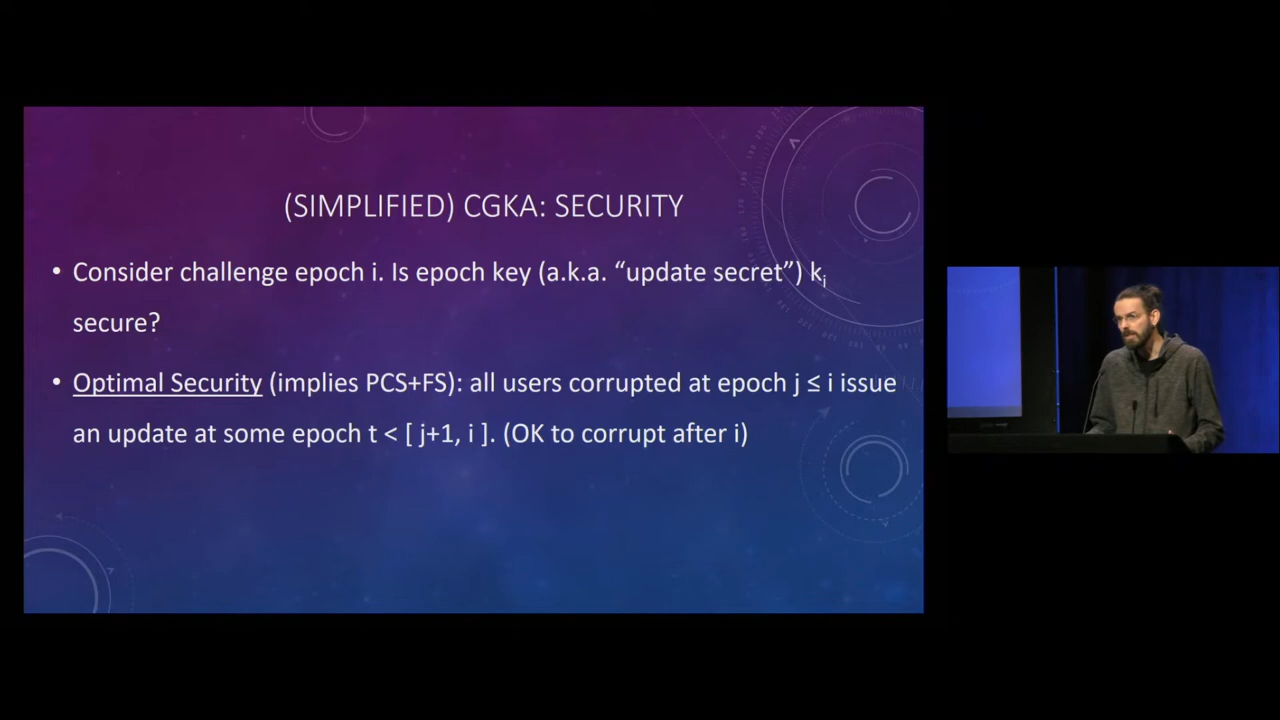 (SIMPLIFIED) CGKA: SECURITY
• Consider challenge epoch i. Is epoch key (a.k.a. “update secret”) kᵢ
secure?
• Optimal Security (implies PCS+FS): all users corrupted at epoch j ≤ i issue
an update at some epoch t < [ j+1, i ]. (OK to corrupt after i)